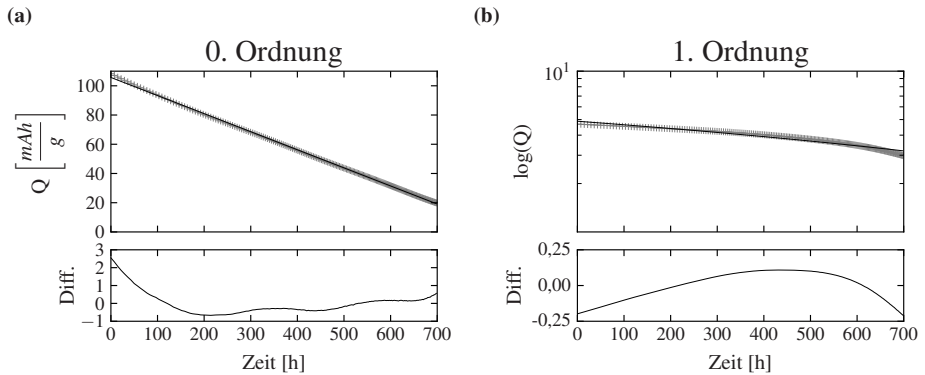 (a)
0. Ordnung
Q [mAh/g]
100
80
60
40
20
0
Diff.
3
2
1
0
−1
0 100 200 300 400 500 600 700
Zeit [h]
(b)
1. Ordnung
log(Q)
10¹
Diff.
0,25
0,00
-0,25
0 100 200 300 400 500 600 700
Zeit [h]